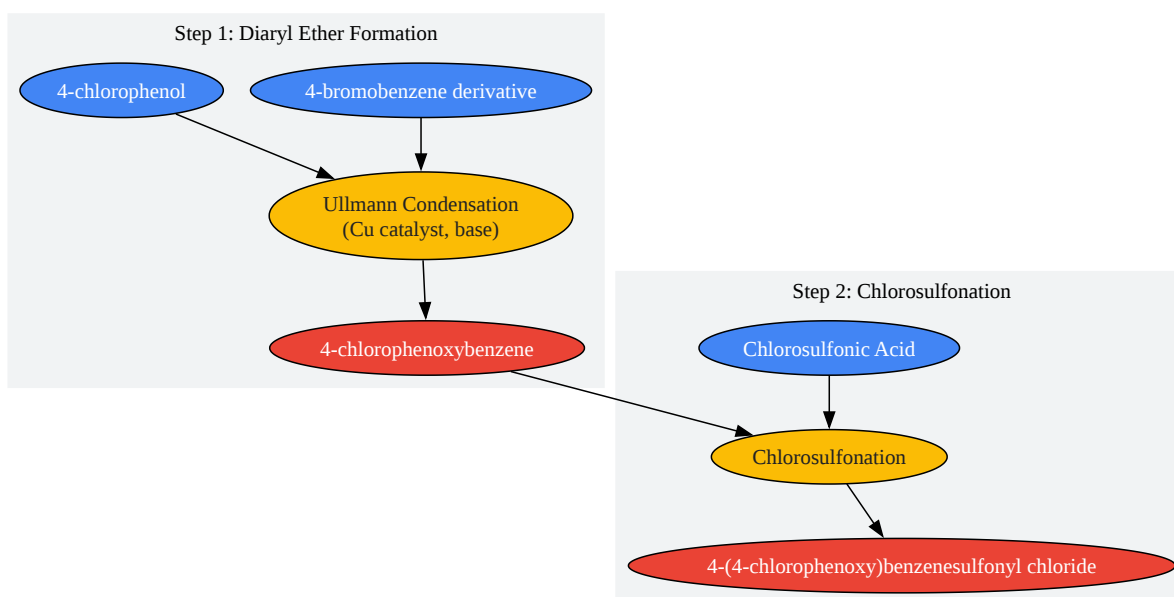 Step 1: Diaryl Ether Formation
4-chlorophenol
4-bromobenzene derivative
Ullmann Condensation
(Cu catalyst, base)
4-chlorophenoxybenzene
Step 2: Chlorosulfonation
Chlorosulfonic Acid
Chlorosulfonation
4-(4-chlorophenoxy)benzenesulfonyl chloride